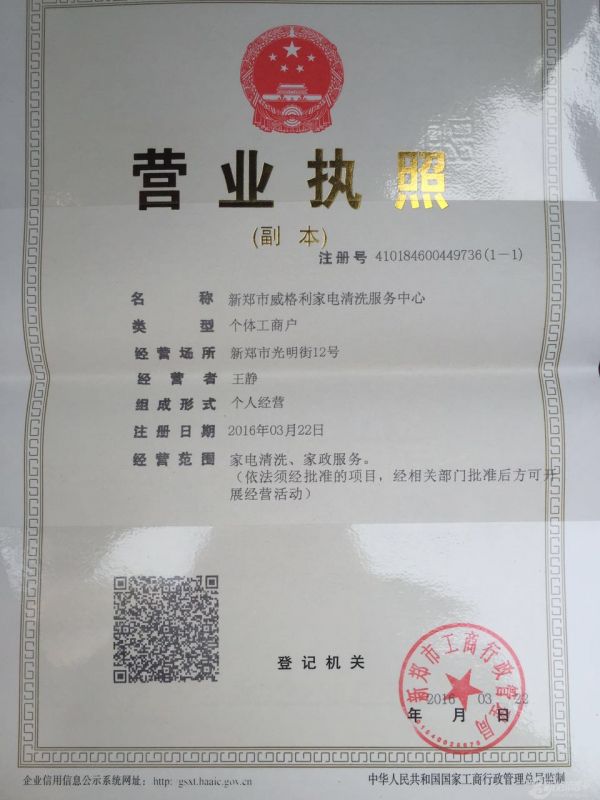 营业执照
(副本)
注册号 410184600449736(1-1)
名称 新郑市威格利家电清洗服务中心
类型 个体工商户
经营场所 新郑市光明街12号
经营者 王静
组成形式 个人经营
注册日期 2016年03月22日
经营范围 家电清洗、家政服务。
(依法须经批准的项目，经相关部门批准后方可开
展经营活动)
登记机关
新郑市工商行政管理局
2016 03 22
年 月 日
企业信用信息公示系统网址： http: gsxt.haaic.gov.cn
中华人民共和国国家工商行政管理总局监制